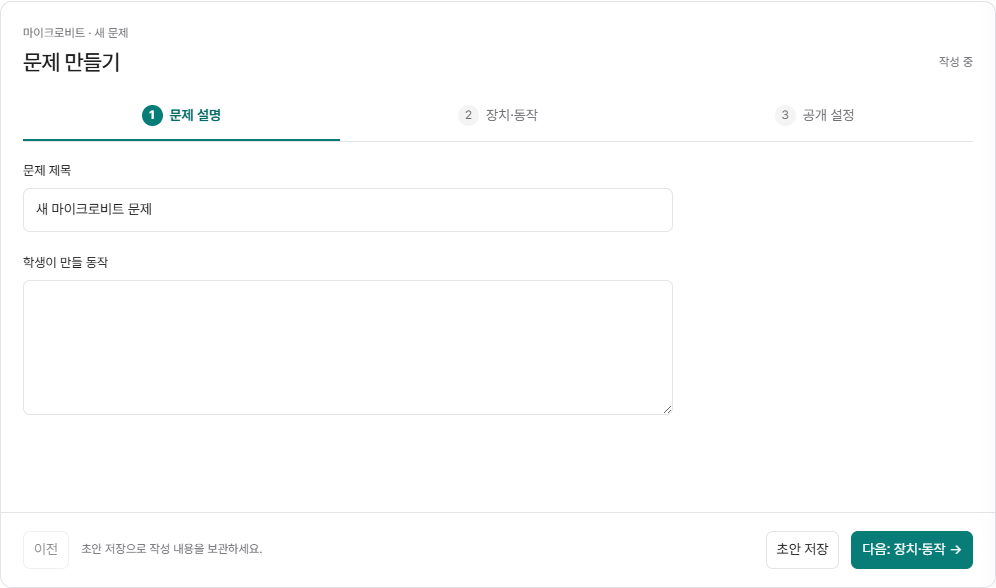 마이크로비트 · 새 문제
문제 만들기
작성 중
1 문제 설명
2 장치·동작
3 공개 설정
문제 제목
새 마이크로비트 문제
학생이 만들 동작
이전
초안 저장으로 작성 내용을 보관하세요.
초안 저장
다음: 장치·동작 →